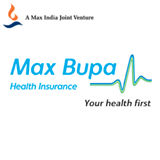 A Max India Joint Venture
Max Bupa
Health Insurance
Your health first